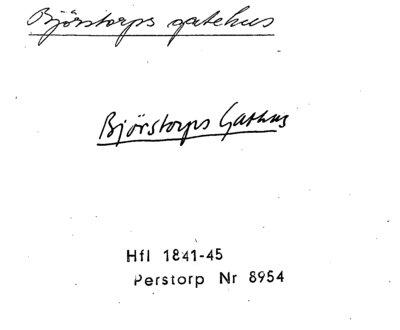 Björstorps gatehus
Björstorps Gathus
Hfl 1841-45
Perstorp Nr 8954